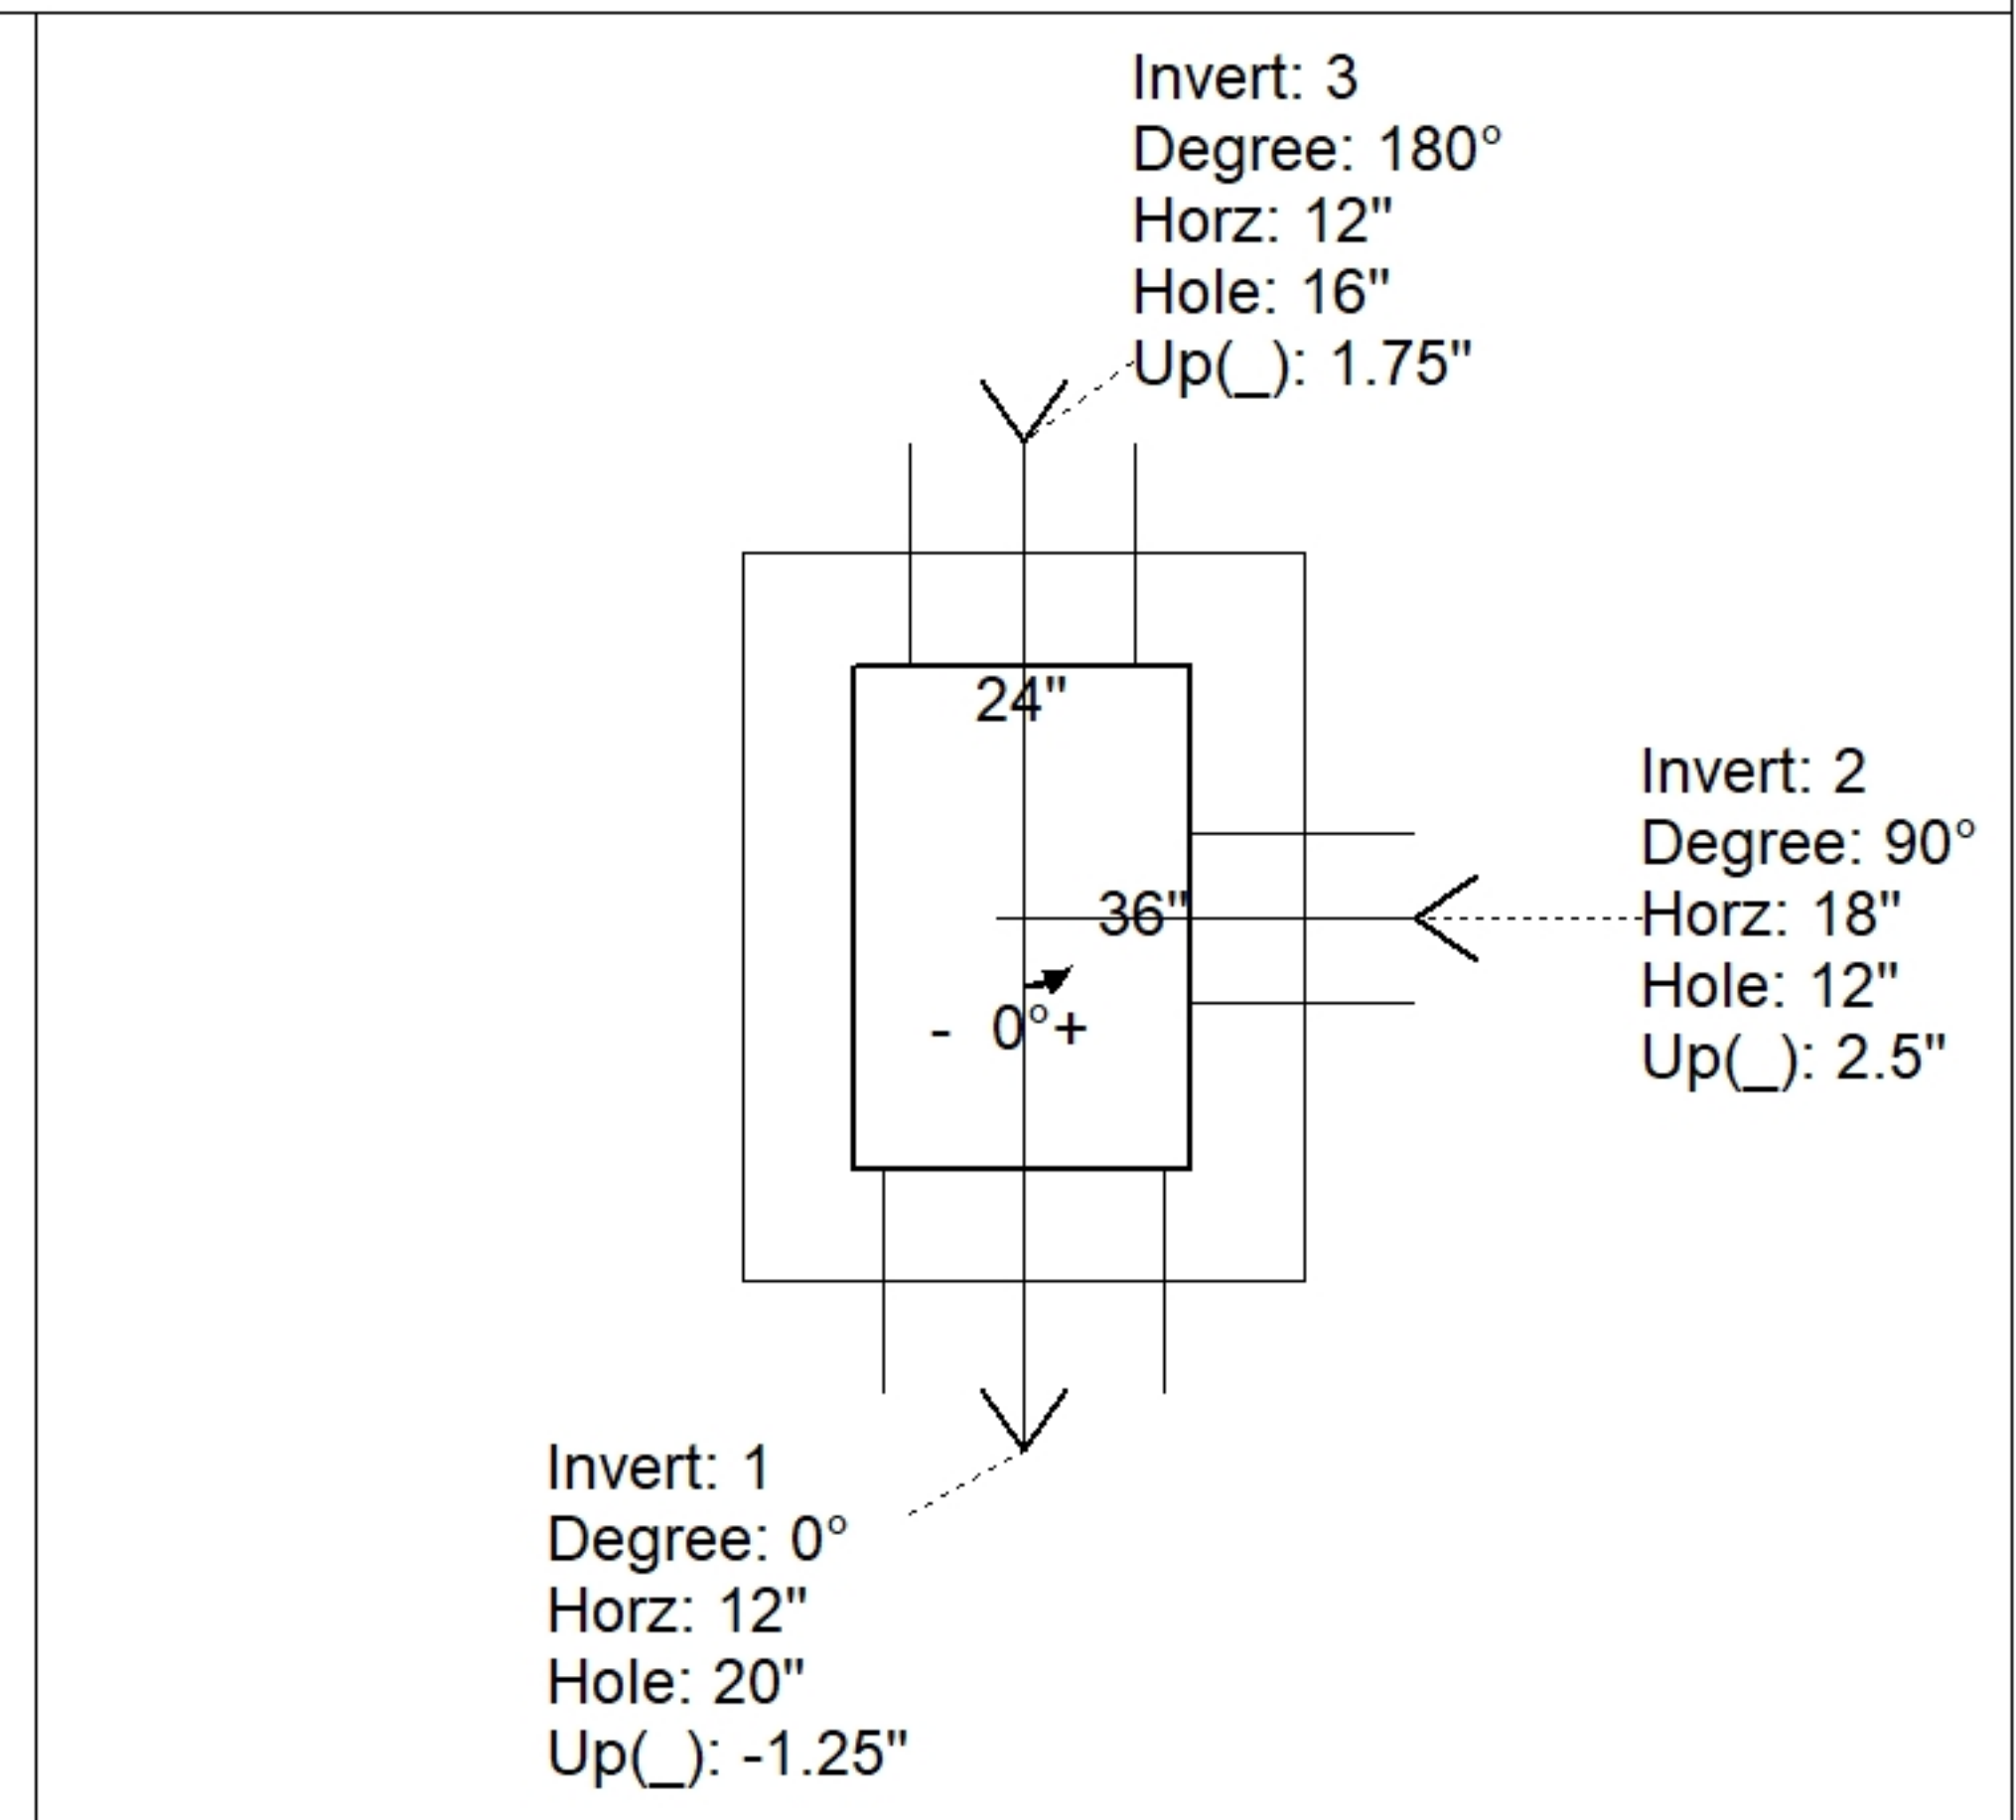 Invert: 3
Degree: 180°
Horz: 12"
Hole: 16"
Up(_): 1.75"
24"
36"
- 0°+
Invert: 2
Degree: 90°
Horz: 18"
Hole: 12"
Up(_): 2.5"
Invert: 1
Degree: 0°
Horz: 12"
Hole: 20"
Up(_): -1.25"